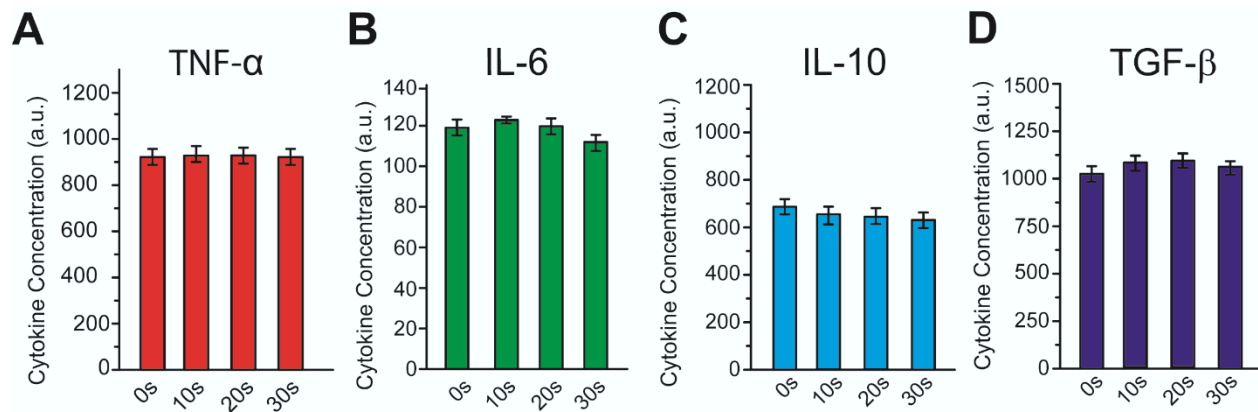 A
TNF-α
Cytokine Concentration (a.u.)
1200
1000
800
600
400
200
0
0s 10s 20s 30s
B
IL-6
Cytokine Concentration (a.u.)
140
120
100
80
60
40
20
0
0s 10s 20s 30s
C
IL-10
Cytokine Concentration (a.u.)
1200
1000
800
600
400
200
0
0s 10s 20s 30s
D
TGF-β
Cytokine Concentration (a.u.)
1500
1250
1000
750
500
250
0
0s 10s 20s 30s